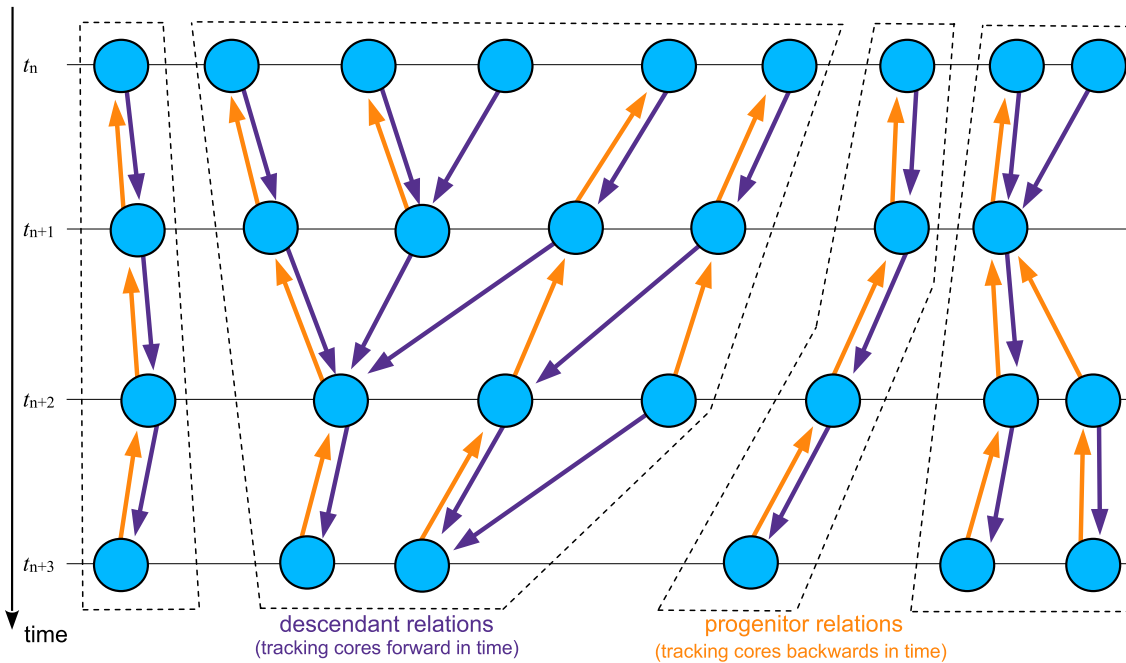 tn
tn+1
tn+2
tn+3
time
descendant relations
(tracking cores forward in time)
progenitor relations
(tracking cores backwards in time)